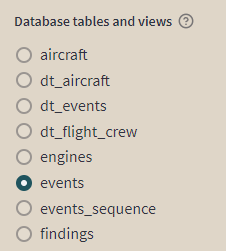 Database tables and views ?
aircraft
dt_aircraft
dt_events
dt_flight_crew
engines
events
events_sequence
findings